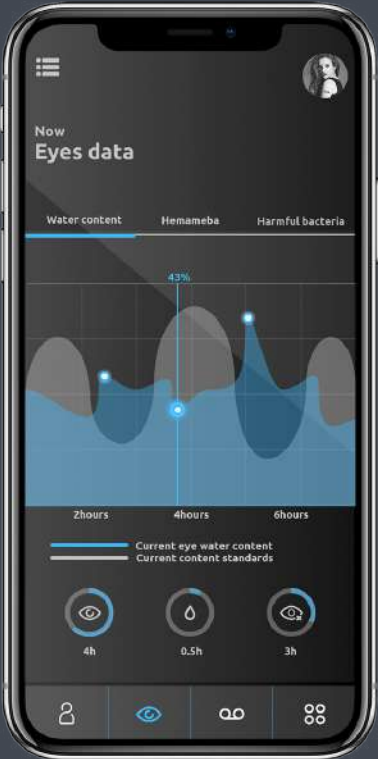 Now
Eyes data
Water content Hemameba Harmful bacteria
43%
2hours 4hours 6hours
Current eye water content
Current content standards
4h 0.5h 3h